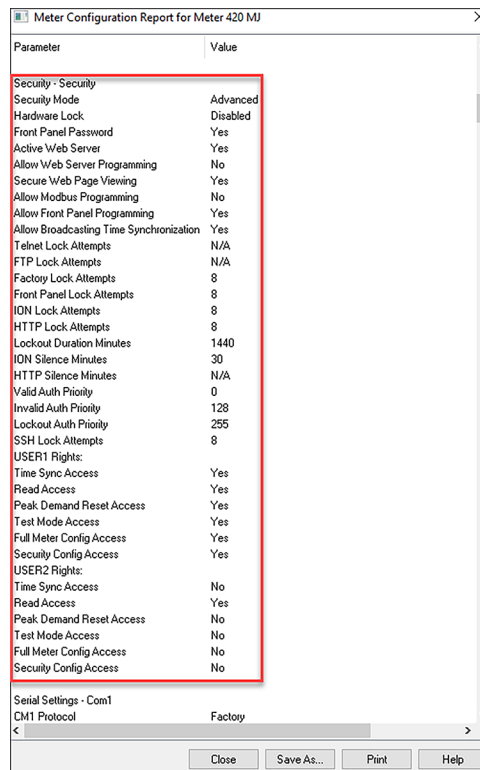 Meter Configuration Report for Meter 420 MJ
Parameter Value
Security - Security
Security Mode Advanced
Hardware Lock Disabled
Front Panel Password Yes
Active Web Server Yes
Allow Web Server Programming No
Secure Web Page Viewing Yes
Allow Modbus Programming No
Allow Front Panel Programming Yes
Allow Broadcasting Time Synchronization Yes
Telnet Lock Attempts N/A
FTP Lock Attempts N/A
Factory Lock Attempts 8
Front Panel Lock Attempts 8
ION Lock Attempts 8
HTTP Lock Attempts 8
Lockout Duration Minutes 1440
ION Silence Minutes 30
HTTP Silence Minutes N/A
Valid Auth Priority 0
Invalid Auth Priority 128
Lockout Auth Priority 255
SSH Lock Attempts 8
USER1 Rights:
Time Sync Access Yes
Read Access Yes
Peak Demand Reset Access Yes
Test Mode Access Yes
Full Meter Config Access Yes
Security Config Access Yes
USER2 Rights:
Time Sync Access No
Read Access Yes
Peak Demand Reset Access No
Test Mode Access No
Full Meter Config Access No
Security Config Access No
Serial Settings - Com1
CM1 Protocol Factory
Close Save As... Print Help